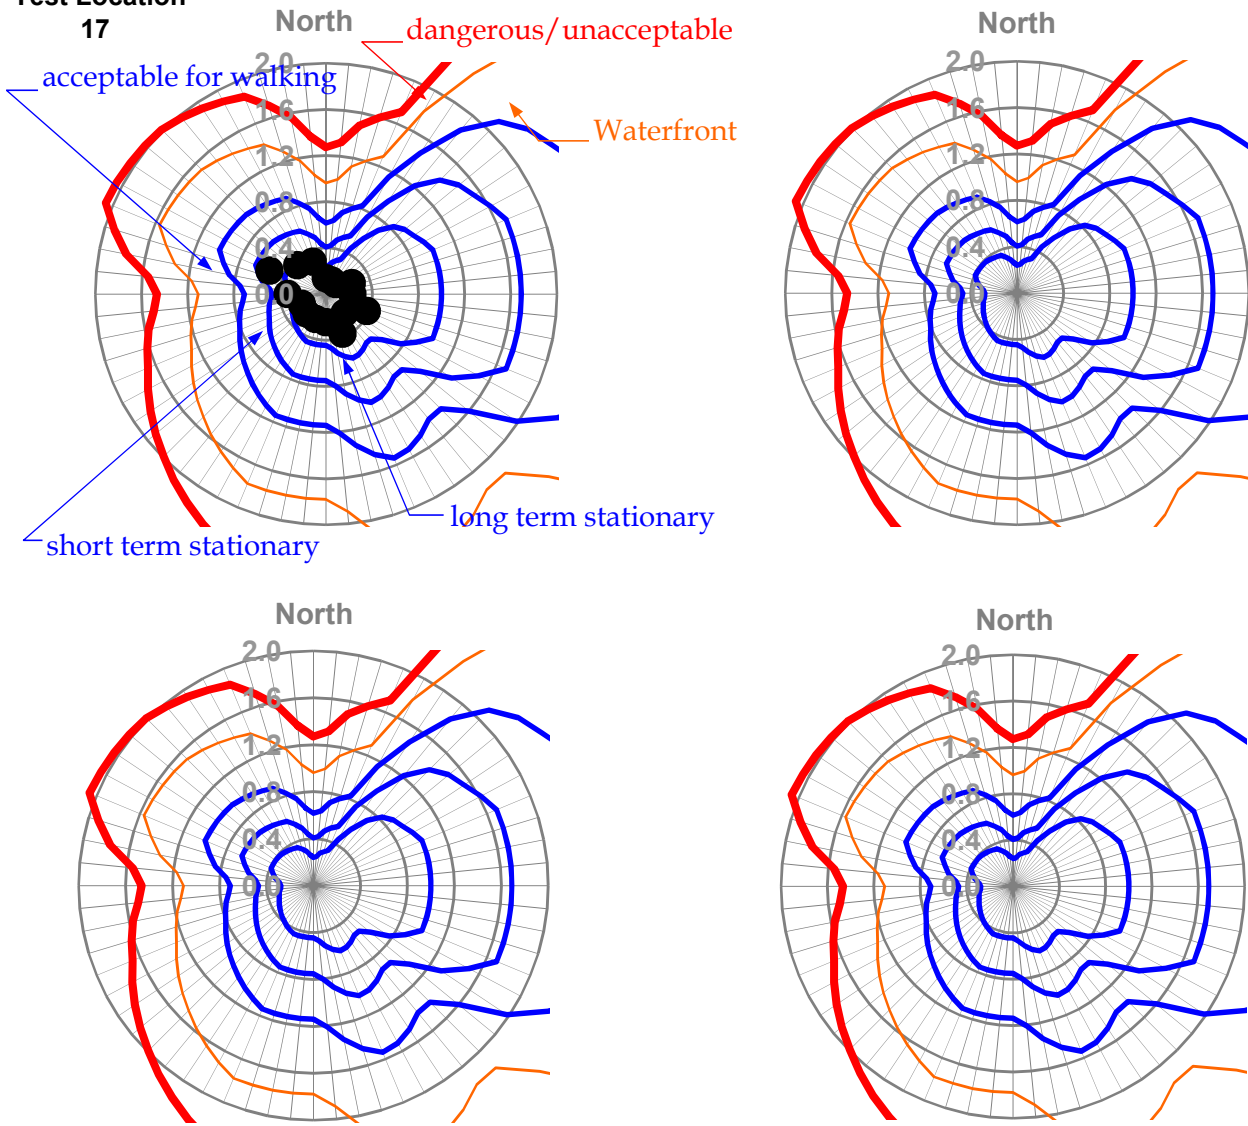 Test Location
17
North
dangerous/unacceptable
acceptable for walking
Waterfront
2.0
1.6
1.2
0.8
0.4
0.0
long term stationary
short term stationary
North
2.0
1.6
1.2
0.8
0.4
0.0
North
2.0
1.6
1.2
0.8
0.4
0.0
North
2.0
1.6
1.2
0.8
0.4
0.0